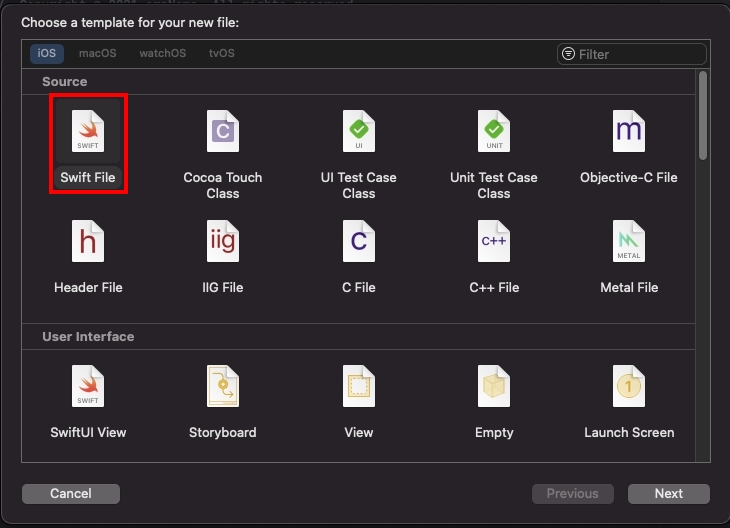 Choose a template for your new file:
iOS macOS watchOS tvOS Filter
Source
SWIFT C UI UNIT m
Swift File Cocoa Touch Class UI Test Case Class Unit Test Case Class Objective-C File
h iig C C++ METAL
Header File IIG File C File C++ File Metal File
User Interface
SWIFT 1
SwiftUI View Storyboard View Empty Launch Screen
Cancel Previous Next